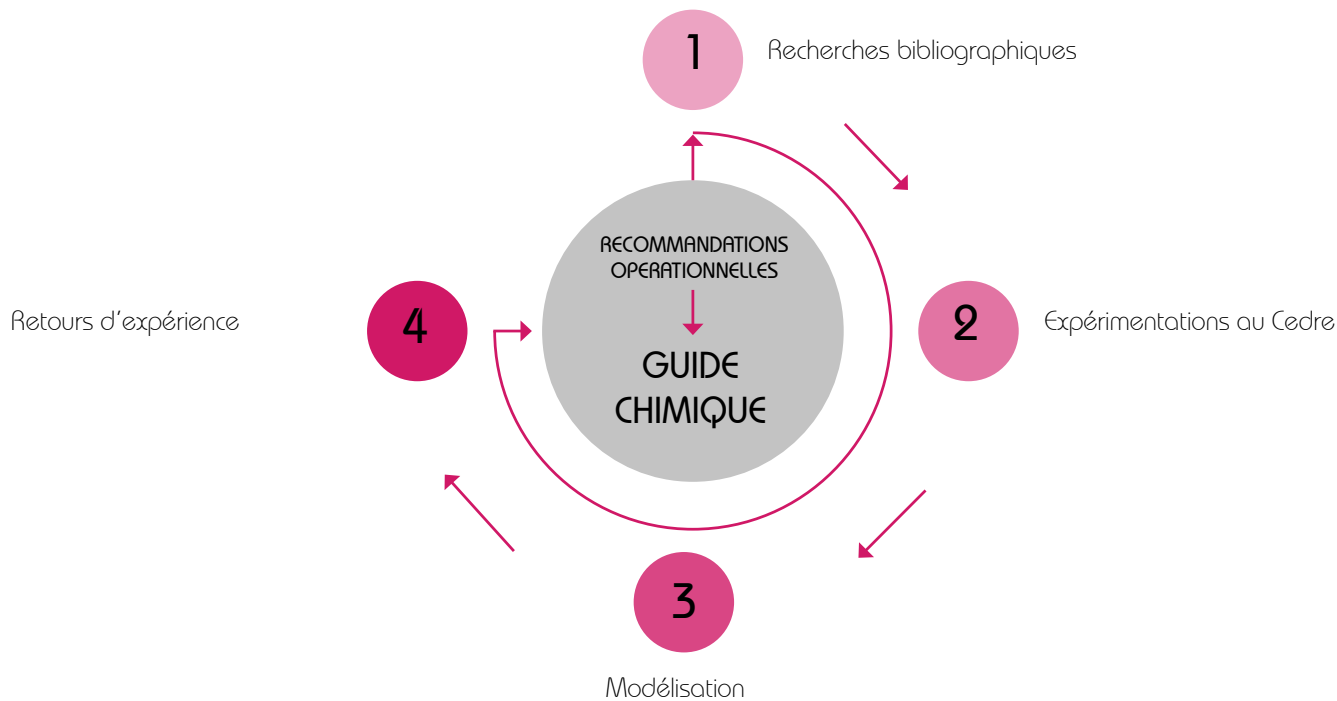 1
Recherches bibliographiques
RECOMMANDATIONS
OPERATIONNELLES
GUIDE
CHIMIQUE
2
Expérimentations au Cedre
3
Modélisation
4
Retours d'expérience